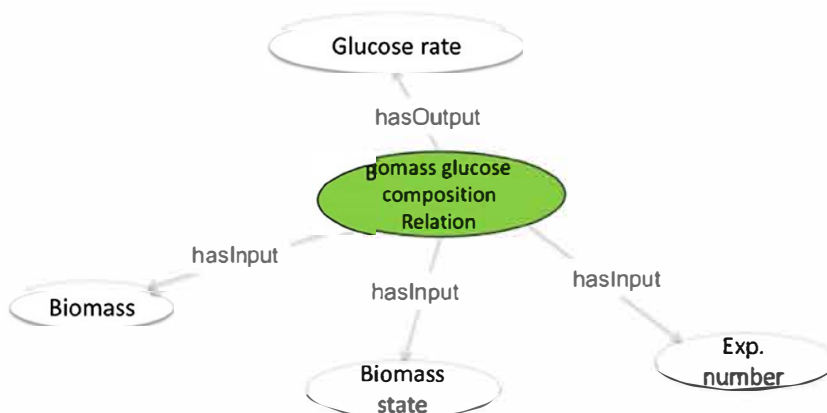 Glucose rate
hasOutput
Biomass glucose
composition
Relation
hasInput
hasInput
hasInput
Biomass
Biomass
state
Exp.
number